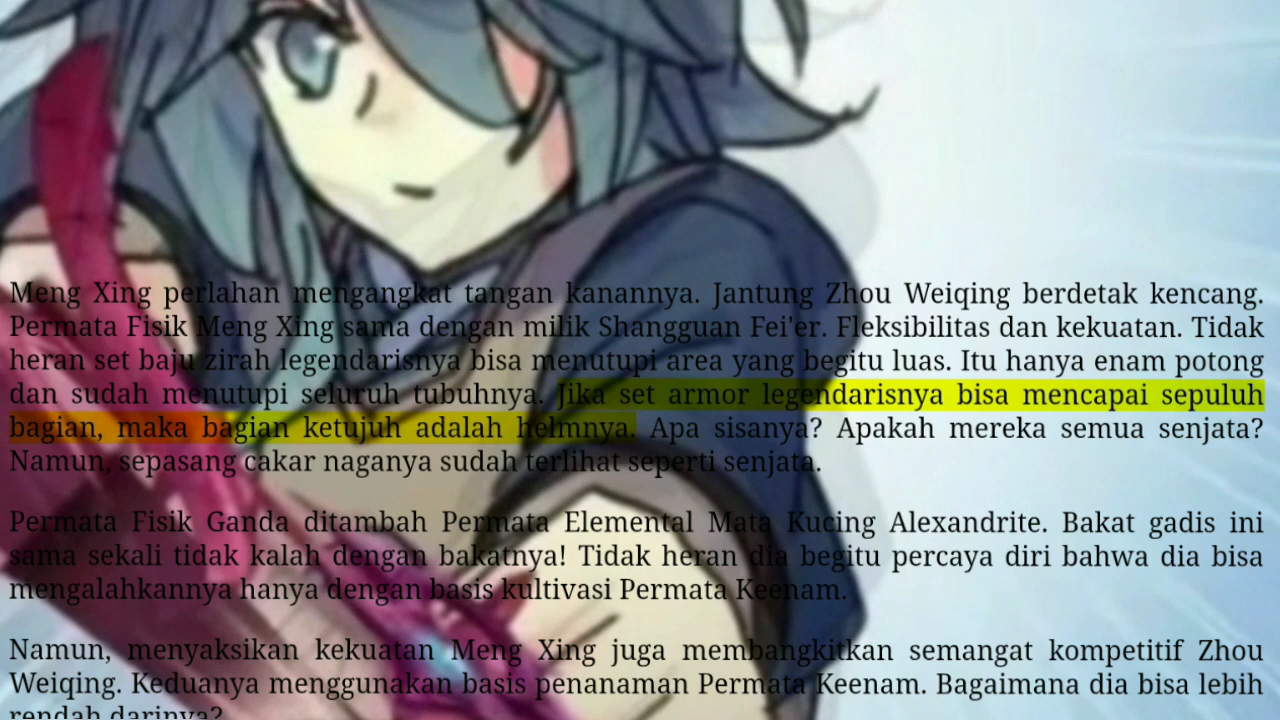 Meng Xing perlahan mengangkat tangan kanannya. Jantung Zhou Weiqing berdetak kencang.
Permata Fisik Meng Xing sama dengan milik Shangguan Fei'er. Fleksibilitas dan kekuatan. Tidak
heran set baju zirah legendarisnya bisa menutupi area yang begitu luas. Itu hanya enam potong
dan sudah menutupi seluruh tubuhnya. Jika set armor legendarisnya bisa mencapai sepuluh
bagian, maka bagian ketujuh adalah helmnya. Apa sisanya? Apakah mereka semua senjata?
Namun, sepasang cakar naganya sudah terlihat seperti senjata.
Permata Fisik Ganda ditambah Permata Elemental Mata Kucing Alexandrite. Bakat gadis ini
sama sekali tidak kalah dengan bakatnya! Tidak heran dia begitu percaya diri bahwa dia bisa
mengalahkannya hanya dengan basis kultivasi Permata Keenam.
Namun, menyaksikan kekuatan Meng Xing juga membangkitkan semangat kompetitif Zhou
Weiqing. Keduanya menggunakan basis penanaman Permata Keenam. Bagaimana dia bisa lebih
rendah darinya?